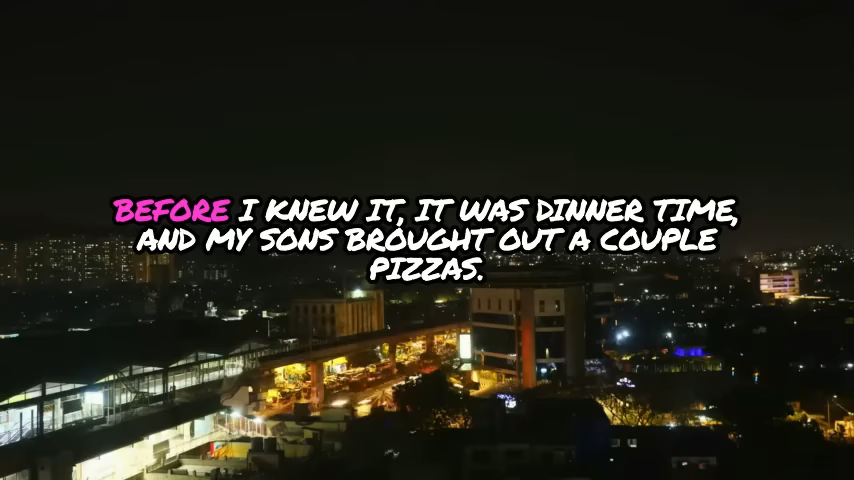 BEFORE I KNEW IT, IT WAS DINNER TIME,
AND MY SONS BROUGHT OUT A COUPLE
PIZZAS.